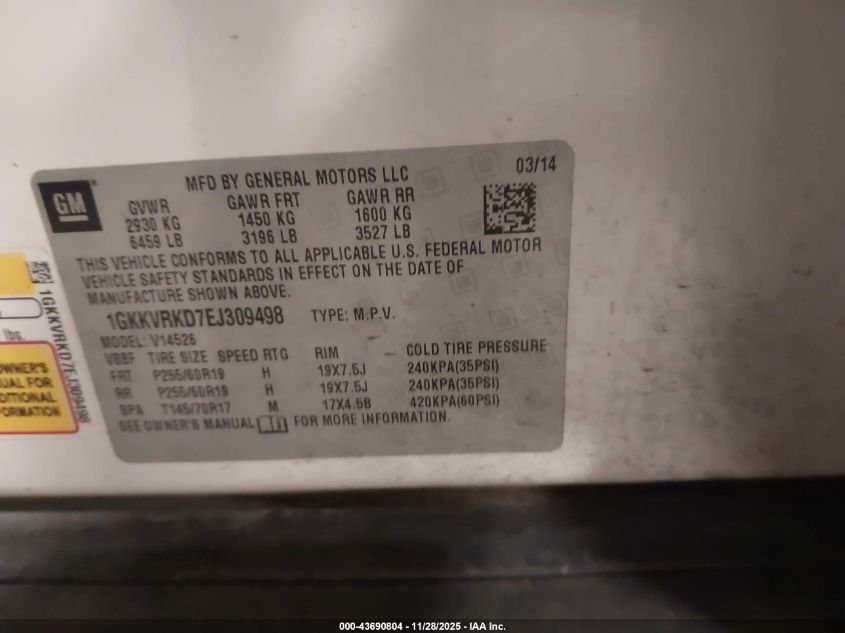 GM
MFD BY GENERAL MOTORS LLC
03/14
GVWR GAWR FRT GAWR RR
2930 KG 1450 KG 1600 KG
6459 LB 3196 LB 3527 LB
THIS VEHICLE CONFORMS TO ALL APPLICABLE U.S. FEDERAL MOTOR
VEHICLE SAFETY STANDARDS IN EFFECT ON THE DATE OF
MANUFACTURE SHOWN ABOVE.
1GKKVRKD7EJ309498 TYPE: M.P.V.
MODEL: V14526
VBBF TIRE SIZE SPEED RTG RIM COLD TIRE PRESSURE
FRT P255/60R19 H 19X7.5J 240KPA(35PSI)
RR P255/60R19 H 19X7.5J 240KPA(35PSI)
SPA T145/70R17 M 17X4.5B 420KPA(60PSI)
SEE OWNER'S MANUAL FOR MORE INFORMATION.
1GKKVRKD7EJ309498
lbs.
OWNER'S
FOR
000-43690804 - 11/28/2025 - IAA Inc.